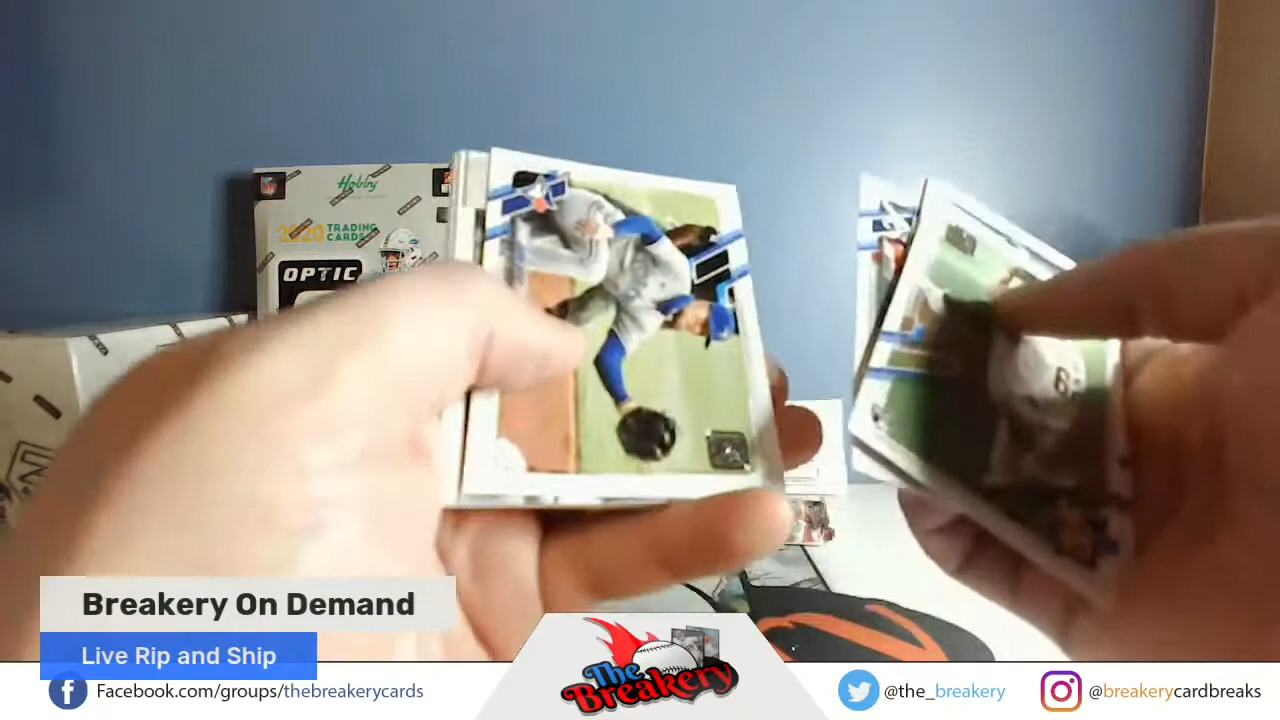 Hobby
2020 TRADING
CARDS
OPTIC
Breakery On Demand
Live Rip and Ship
The
Breakery
Facebook.com/groups/thebreakerycards
@the_breakery
@breakerycardbreaks